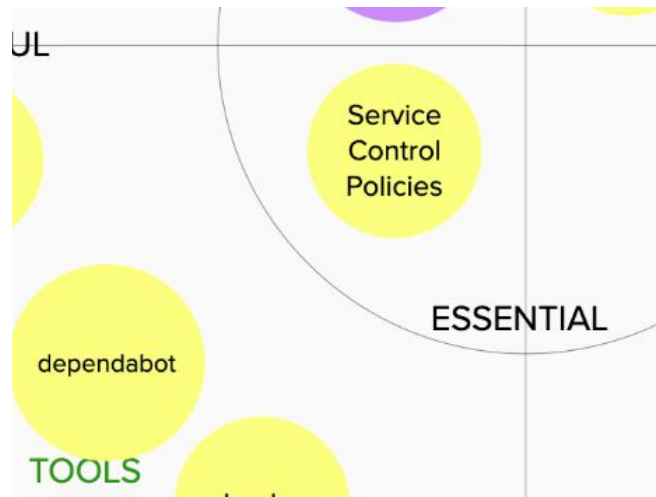 UL
Service
Control
Policies
ESSENTIAL
dependabot
TOOLS